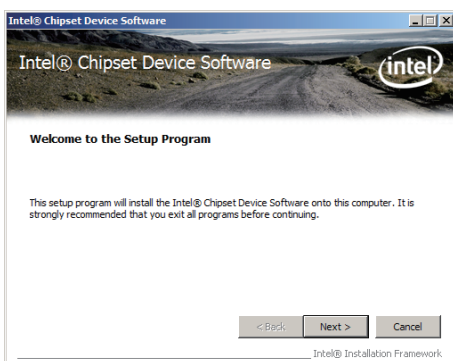 Intel® Chipset Device Software
Intel® Chipset Device Software
intel
Welcome to the Setup Program
This setup program will install the Intel® Chipset Device Software onto this computer. It is
strongly recommended that you exit all programs before continuing.
< Back
Next >
Cancel
Intel® Installation Framework